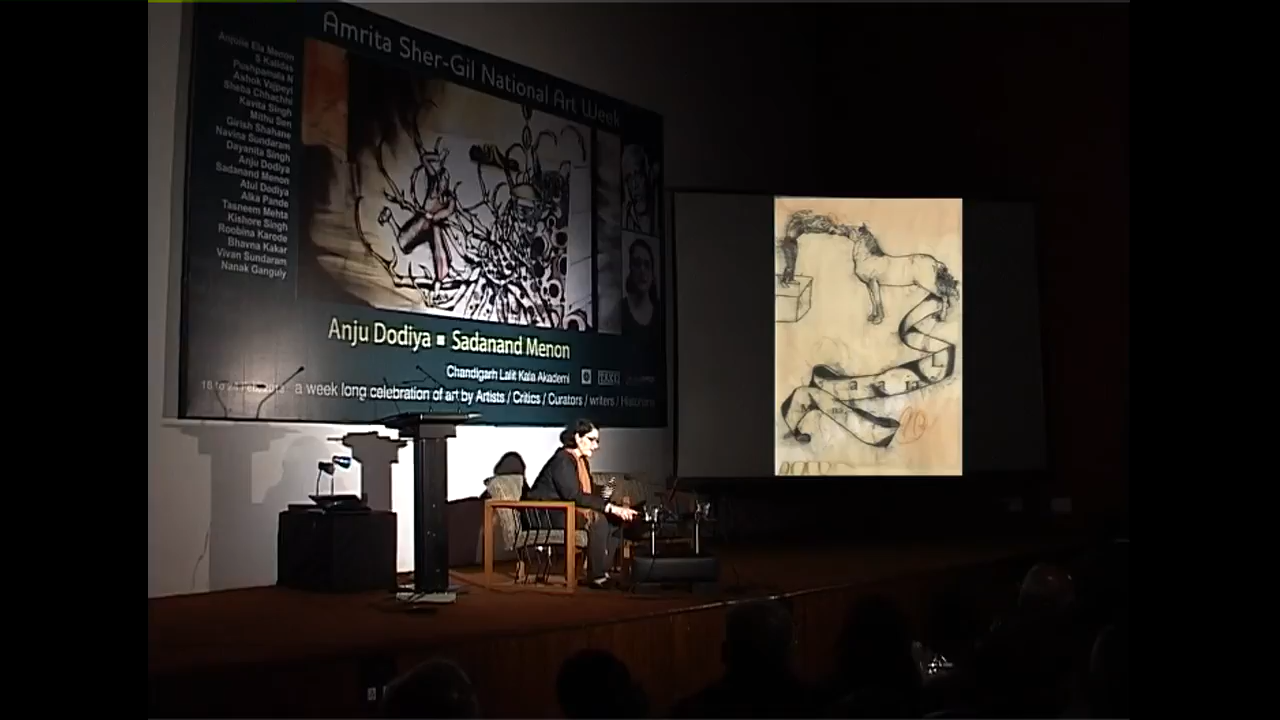 Amrita Sher-Gil National Art Week
Anjolie Ela Menon
S Kalidas
Pushpamala N
Ashok Vajpeyi
Sheba Chhachhi
Kavita Singh
Mithu Sen
Girish Shahane
Navina Sundaram
Dayanita Singh
Anju Dodiya
Sadanand Menon
Atul Dodiya
Alka Pande
Tasneem Mehta
Kishore Singh
Roobina Karode
Bhavna Kakar
Vivan Sundaram
Nanak Ganguly
Anju Dodiya ▪ Sadanand Menon
Chandigarh Lalit Kala Akademi
a week long celebration of art by Artists / Critics / Curators / writers / Historians